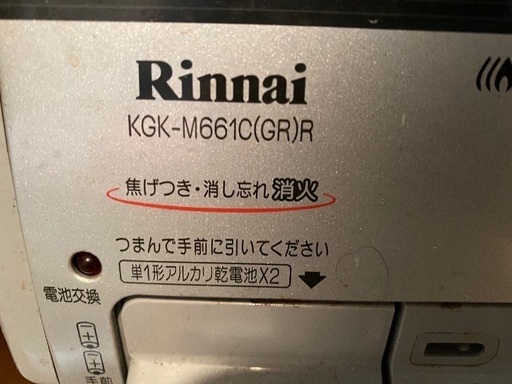 Rinnai
KGK-M661C(GR)R
焦げつき・消し忘れ 消火
つまんで手前に引いてください
単1形アルカリ乾電池X2
電池交換
手前